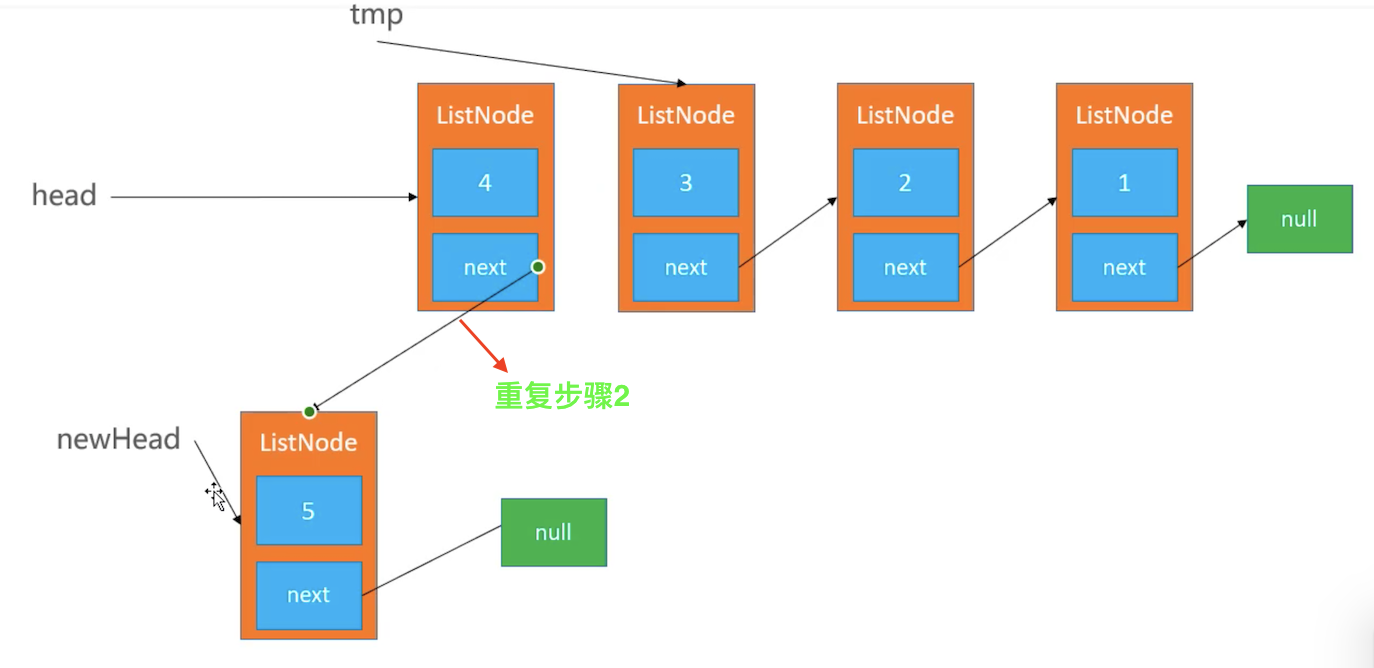 tmp
ListNode
ListNode
ListNode
ListNode
4
3
2
1
head
null
next
next
next
next
重复步骤2
newHead
ListNode
5
null
next